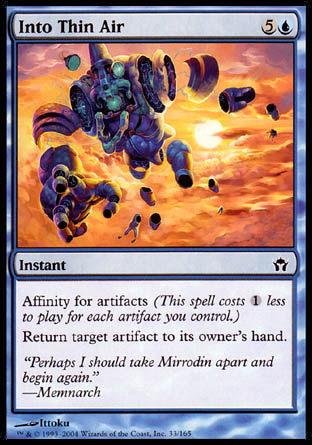 Into Thin Air 5
Instant
Affinity for artifacts (This spell costs 1 less
to play for each artifact you control.)
Return target artifact to its owner's hand.
"Perhaps I should take Mirrodin apart and
begin again."
—Memnarch
Ittoku
™ & © 1993–2004 Wizards of the Coast, Inc. 33/165